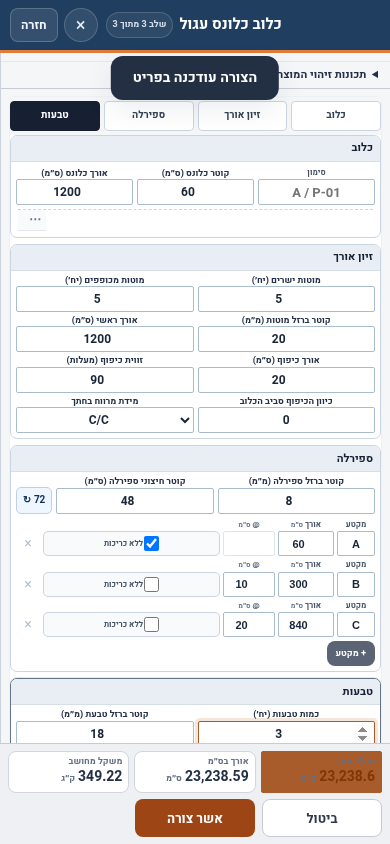 כלוב כלונס עגול
שלב 3 מתוך 3
×
חזרה
תכונות זיהוי המוצר
הצורה עודכנה בפריט
כלוב
זיון אורך
ספירלה
טבעות
כלוב
סימון
קוטר כלונס (ס״מ)
אורך כלונס (ס״מ)
A / P-01
60
1200
...
זיון אורך
מוטות ישרים (יח׳)
מוטות מכופפים (יח׳)
5
5
קוטר ברזל מוטות (מ״מ)
אורך ראשי (ס״מ)
20
1200
אורך כיפוף (ס״מ)
זווית כיפוף (מעלות)
20
90
כיוון הכיפוף סביב הכלוב
מידת מרווח בחתך
0
C/C
ספירלה
קוטר ברזל ספירלה (מ״מ)
קוטר חיצוני ספירלה (ס״מ)
8
48
↻ 72
מקטע
אורך ס״מ
@ ס״מ
A
60
ללא כריכות
×
מקטע
אורך ס״מ
@ ס״מ
B
300
10
ללא כריכות
×
מקטע
אורך ס״מ
@ ס״מ
C
840
20
ללא כריכות
×
+ מקטע
טבעות
כמות טבעות (יח׳)
קוטר ברזל טבעת (מ״מ)
3
18
23,238.6
אורך בס״מ
23,238.59 ס״מ
משקל מחושב
349.22 ק״ג
ביטול
אשר צורה